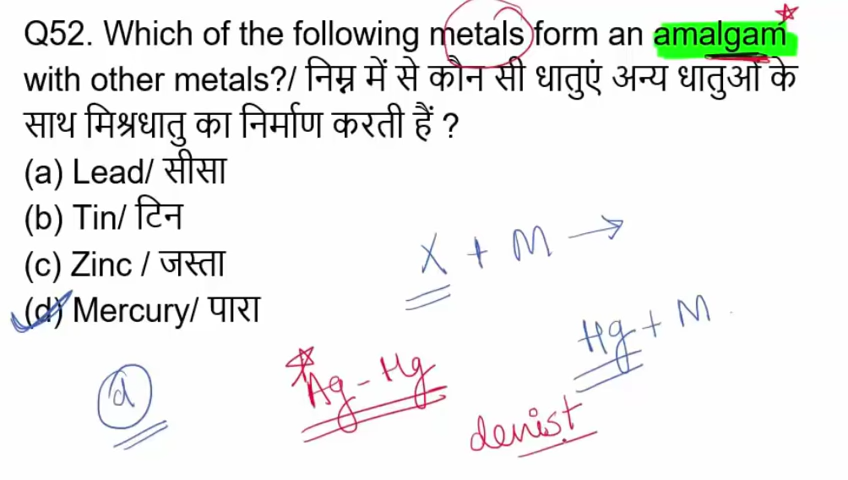 Q52. Which of the following metals form an amalgam
with other metals?/ निम्न में से कौन सी धातुएं अन्य धातुओं के
साथ मिश्रधातु का निर्माण करती हैं ?
(a) Lead/ सीसा
(b) Tin/ टिन
(c) Zinc / जस्ता
X + M →
(d) Mercury/ पारा
Hg + M
d
Ag - Hg
denist